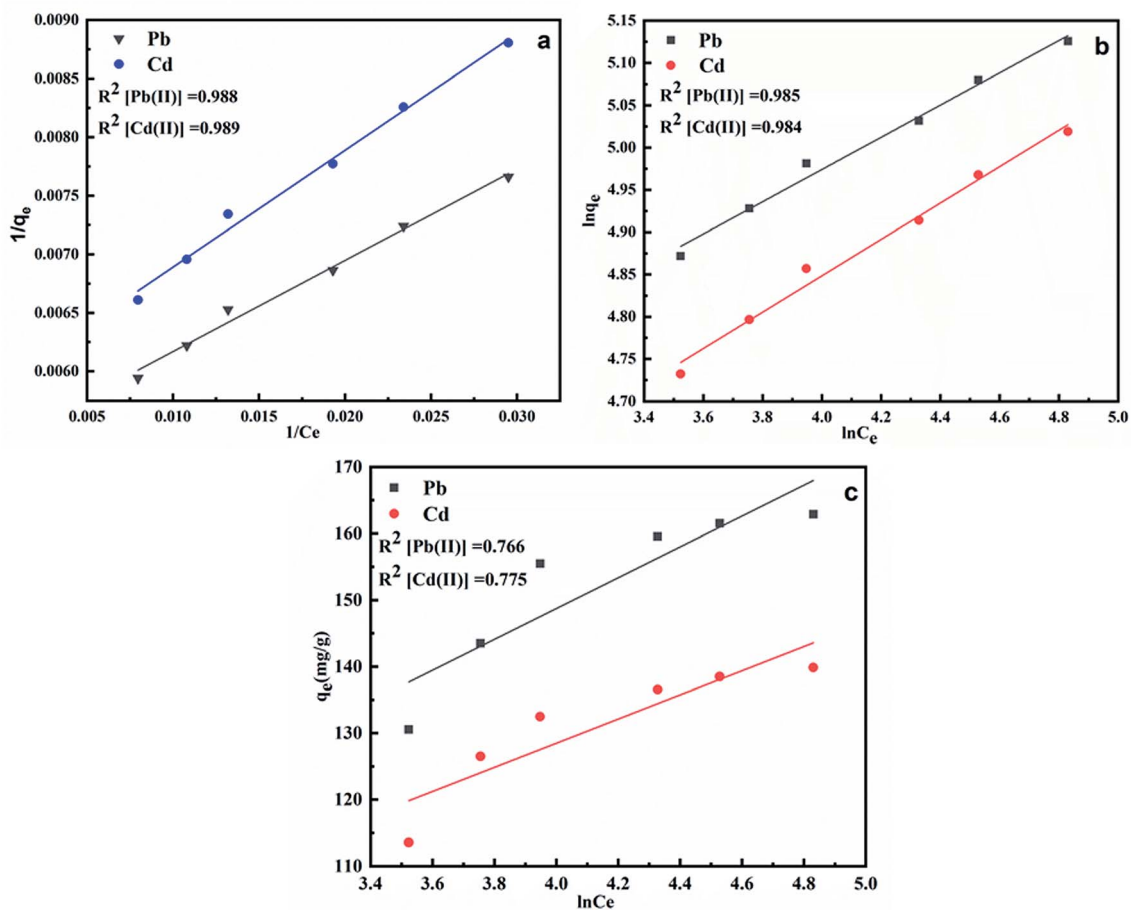 a
Pb
Cd
R² [Pb(II)] =0.988
R² [Cd(II)] =0.989
0.0090
0.0085
0.0080
0.0075
0.0070
0.0065
0.0060
1/qe
0.005 0.010 0.015 0.020 0.025 0.030
1/Ce
b
Pb
Cd
R² [Pb(II)] =0.985
R² [Cd(II)] =0.984
5.15
5.10
5.05
5.00
4.95
4.90
4.85
4.80
4.75
4.70
lnqe
3.4 3.6 3.8 4.0 4.2 4.4 4.6 4.8 5.0
lnCe
c
Pb
Cd
R² [Pb(II)] =0.766
R² [Cd(II)] =0.775
170
160
150
140
130
120
110
qe(mg/g)
3.4 3.6 3.8 4.0 4.2 4.4 4.6 4.8 5.0
lnCe